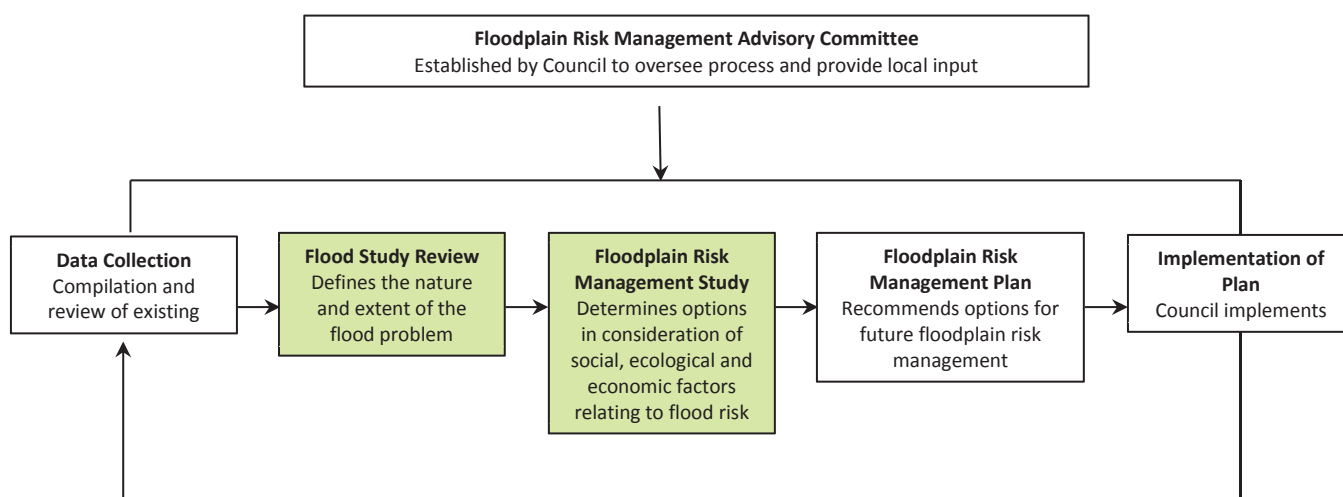 Floodplain Risk Management Advisory Committee
Established by Council to oversee process and provide local input
Data Collection
Compilation and
review of existing
Flood Study Review
Defines the nature
and extent of the
flood problem
Floodplain Risk
Management Study
Determines options
in consideration of
social, ecological and
economic factors
relating to flood risk
Floodplain Risk
Management Plan
Recommends options for
future floodplain risk
management
Implementation of
Plan
Council implements